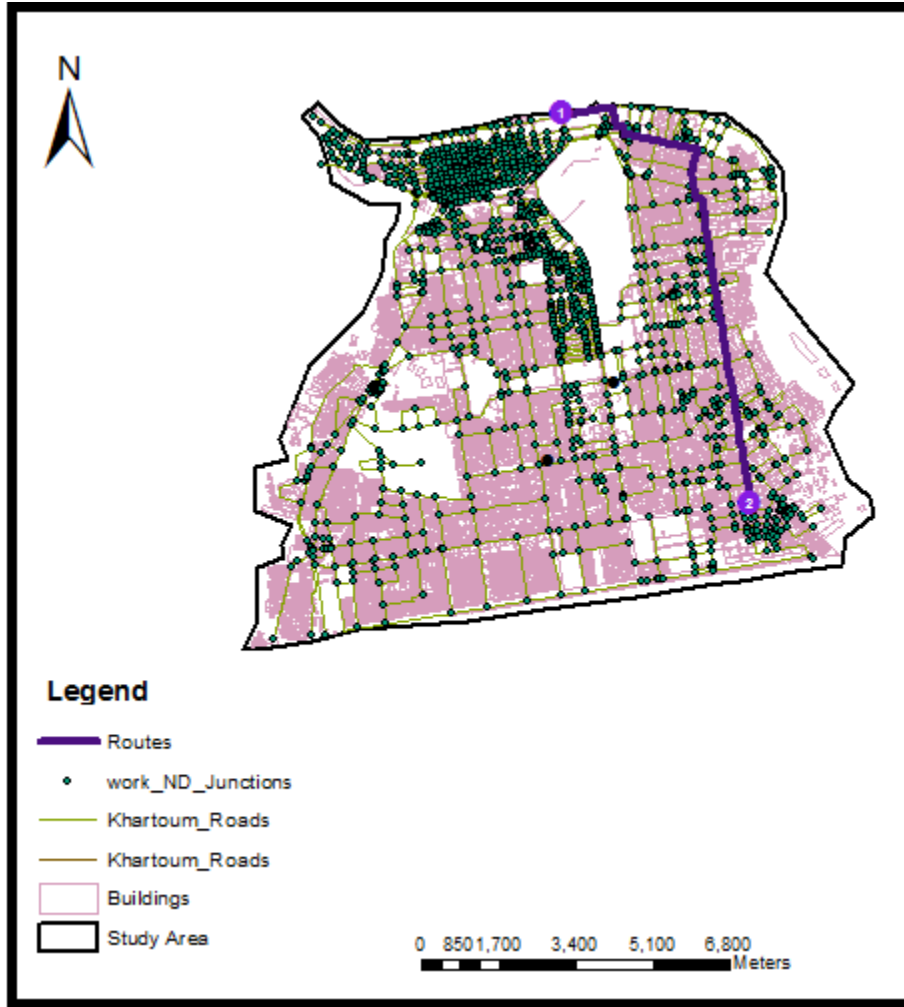 N
1
2
Legend
Routes
work_ND_Junctions
Khartoum_Roads
Khartoum_Roads
Buildings
Study Area
0 850 1,700 3,400 5,100 6,800
Meters